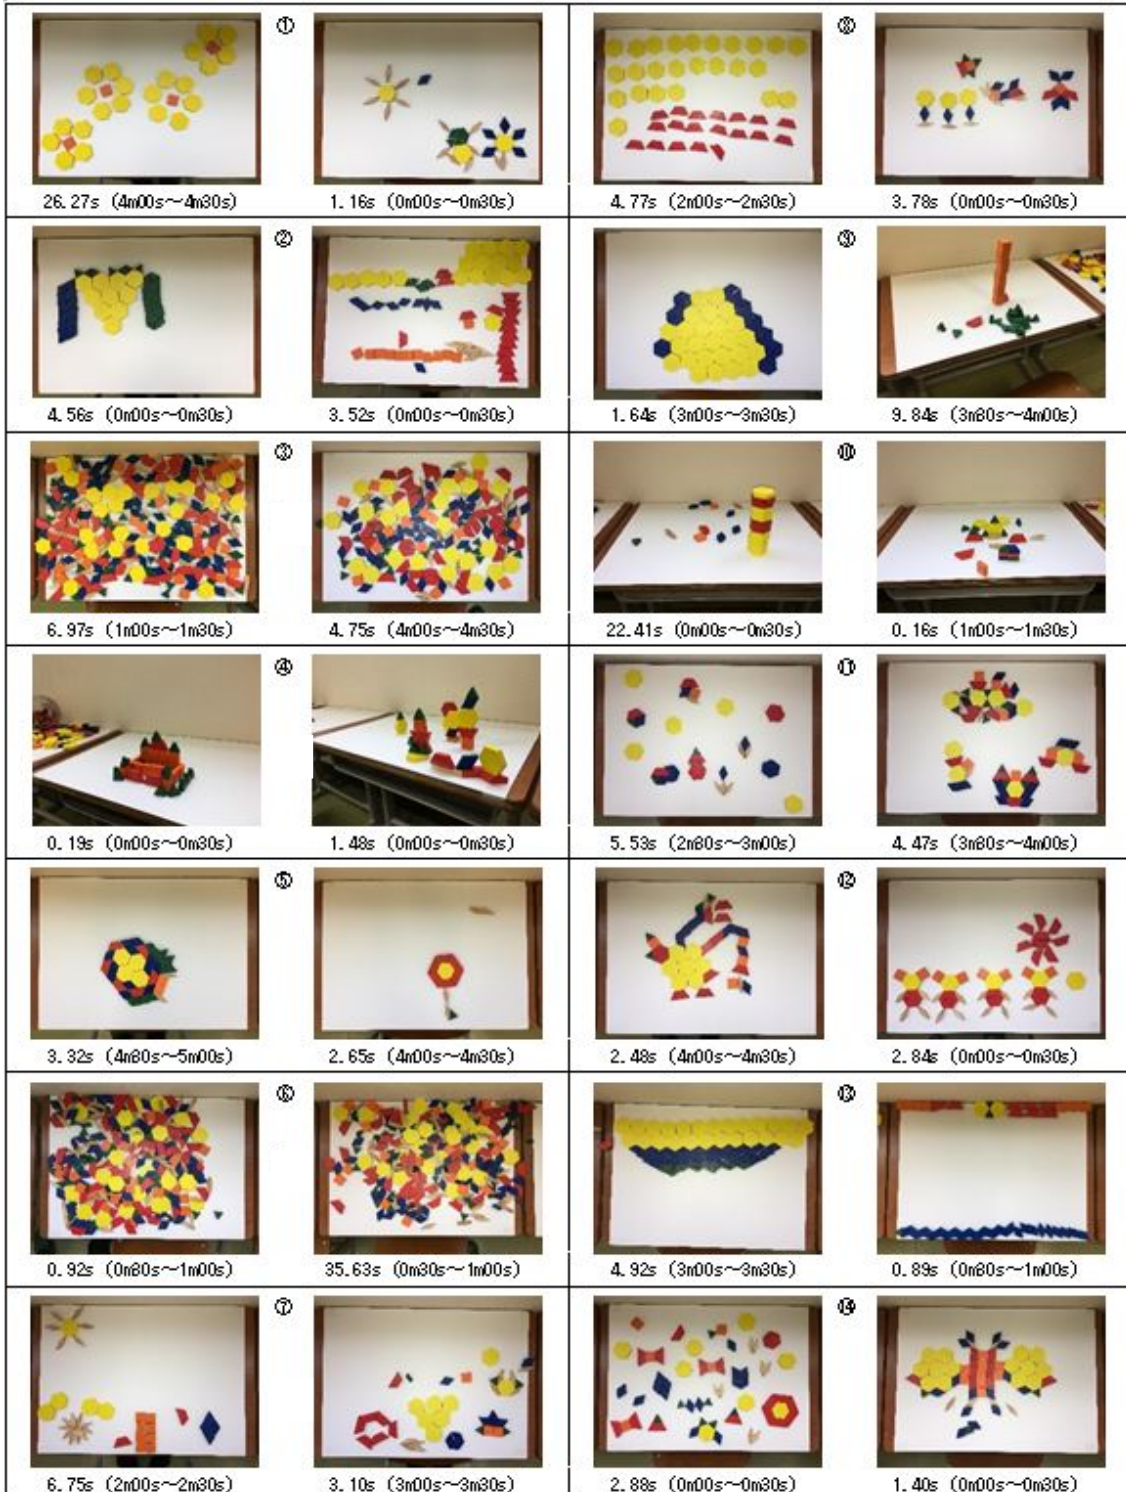 ①
26.27s (4m00s～4m30s)
1.16s (0m00s～0m30s)
⑧
4.77s (2m00s～2m30s)
3.78s (0m00s～0m30s)
②
4.56s (0m00s～0m30s)
3.52s (0m00s～0m30s)
⑨
1.64s (3m00s～3m30s)
9.84s (3m30s～4m00s)
③
6.97s (1m00s～1m30s)
4.75s (4m00s～4m30s)
⑩
22.41s (0m00s～0m30s)
0.16s (1m00s～1m30s)
④
0.19s (0m00s～0m30s)
1.48s (0m00s～0m30s)
⑪
5.53s (2m30s～3m00s)
4.47s (3m30s～4m00s)
⑤
3.32s (4m30s～5m00s)
2.65s (4m00s～4m30s)
⑫
2.48s (4m00s～4m30s)
2.84s (0m00s～0m30s)
⑥
0.92s (0m30s～1m00s)
35.63s (0m30s～1m00s)
⑬
4.92s (3m00s～3m30s)
0.89s (0m30s～1m00s)
⑦
6.75s (2m00s～2m30s)
3.10s (3m00s～3m30s)
⑭
2.88s (0m00s～0m30s)
1.40s (0m00s～0m30s)